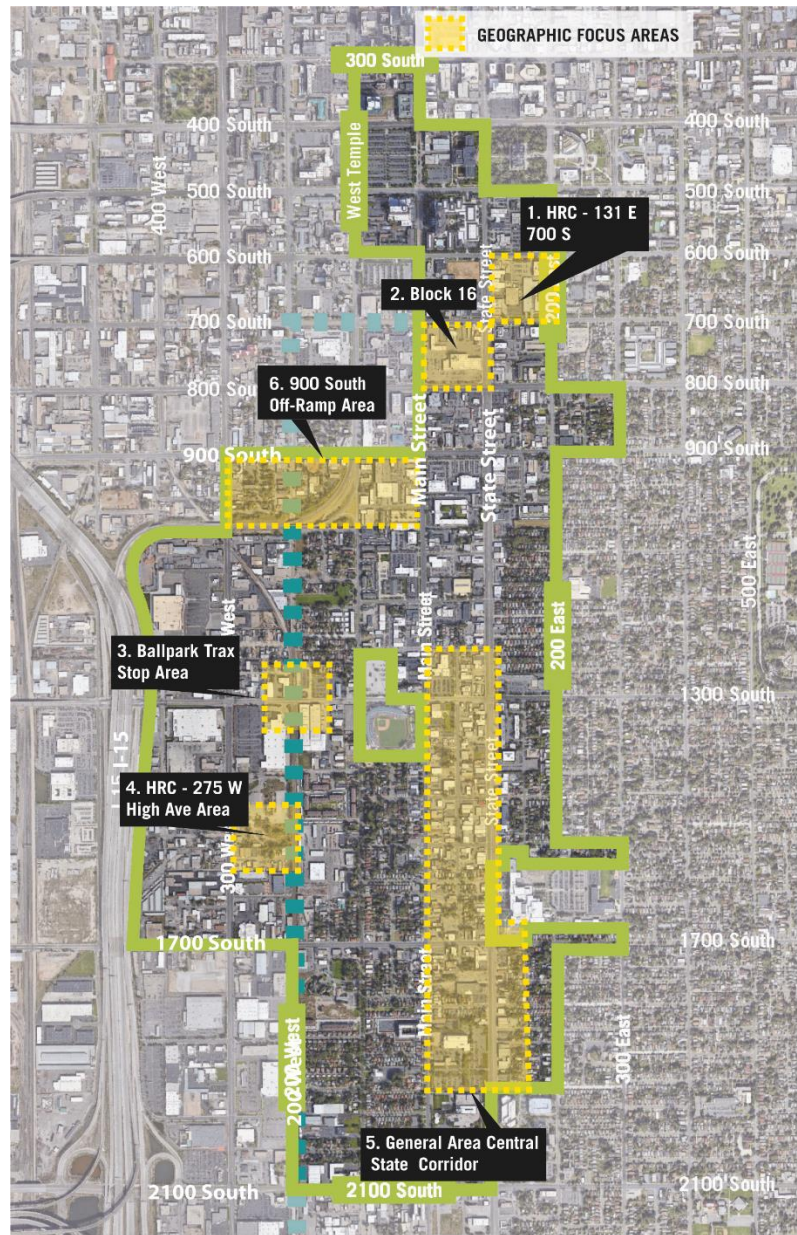 GEOGRAPHIC FOCUS AREAS
300 South
400 South
400 South
West Temple
400 West
500 South
500 South
1. HRC - 131 E
700 S
600 South
600 South
State Street
200 East
2. Block 16
700 South
700 South
800 South
800 South
6. 900 South
Off-Ramp Area
Main Street
State Street
900 South
900 South
500 East
200 East
Main Street
3. Ballpark Trax
Stop Area
1300 South
I-15
State Street
4. HRC - 275 W
High Ave Area
300 West
1700 South
1700 South
Main Street
200 West
200 West
300 East
5. General Area Central
State Corridor
2100 South
2100 South
2100 South